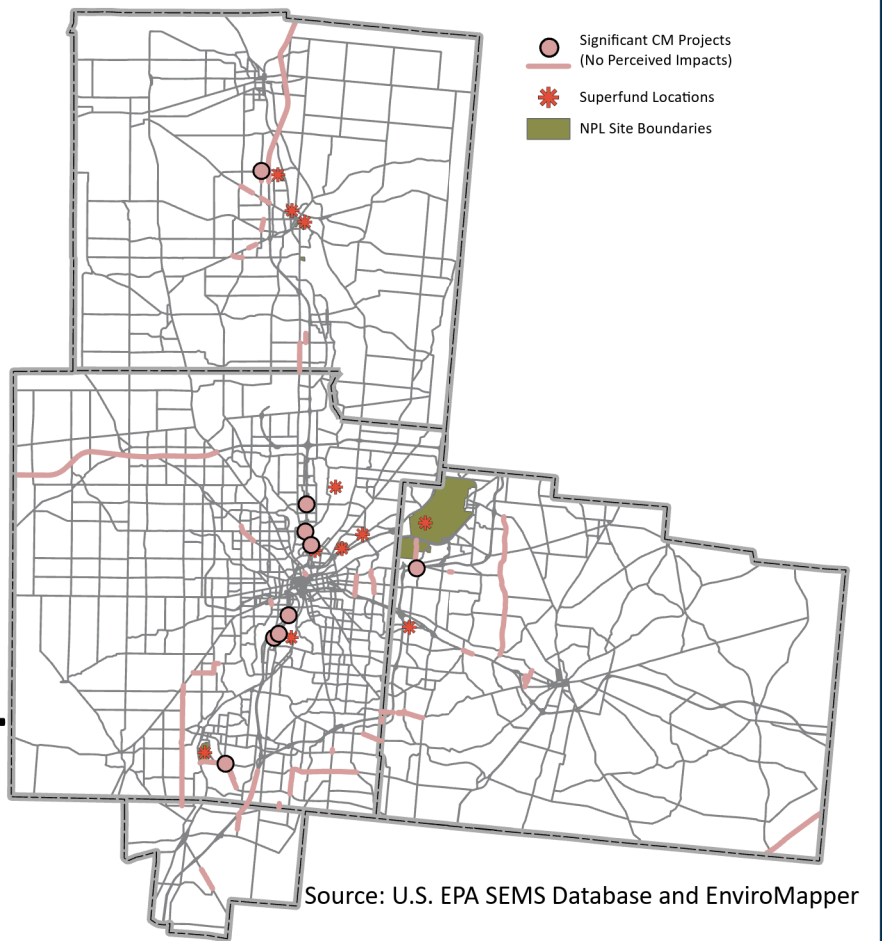 Significant CM Projects
(No Perceived Impacts)
Superfund Locations
NPL Site Boundaries
Source: U.S. EPA SEMS Database and EnviroMapper